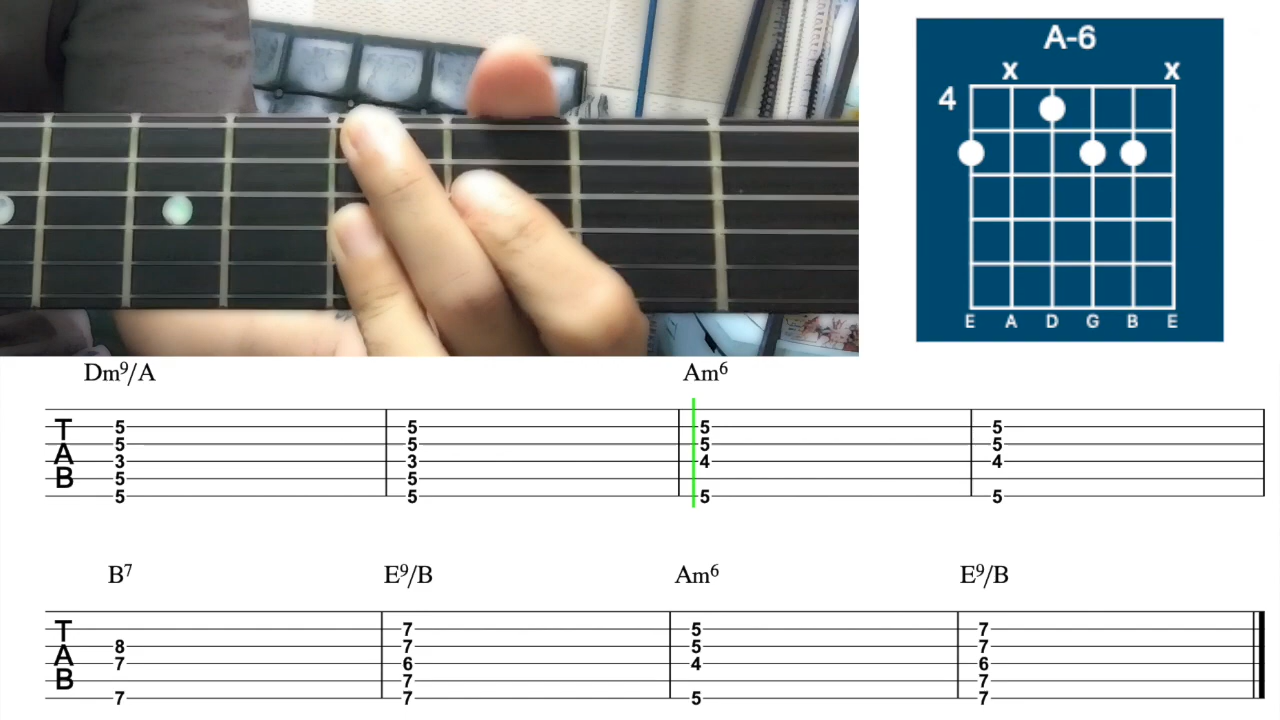 A-6
x x
4
E A D G B E
Dm9/A Am6
T A B
5 5 5 5
5 5 5 5
3 3 4 4
5 5
5 5 5 5
B7 E9/B Am6 E9/B
T A B
7 5 7
8 7 5 7
7 6 4 6
7 7
7 7 5 7